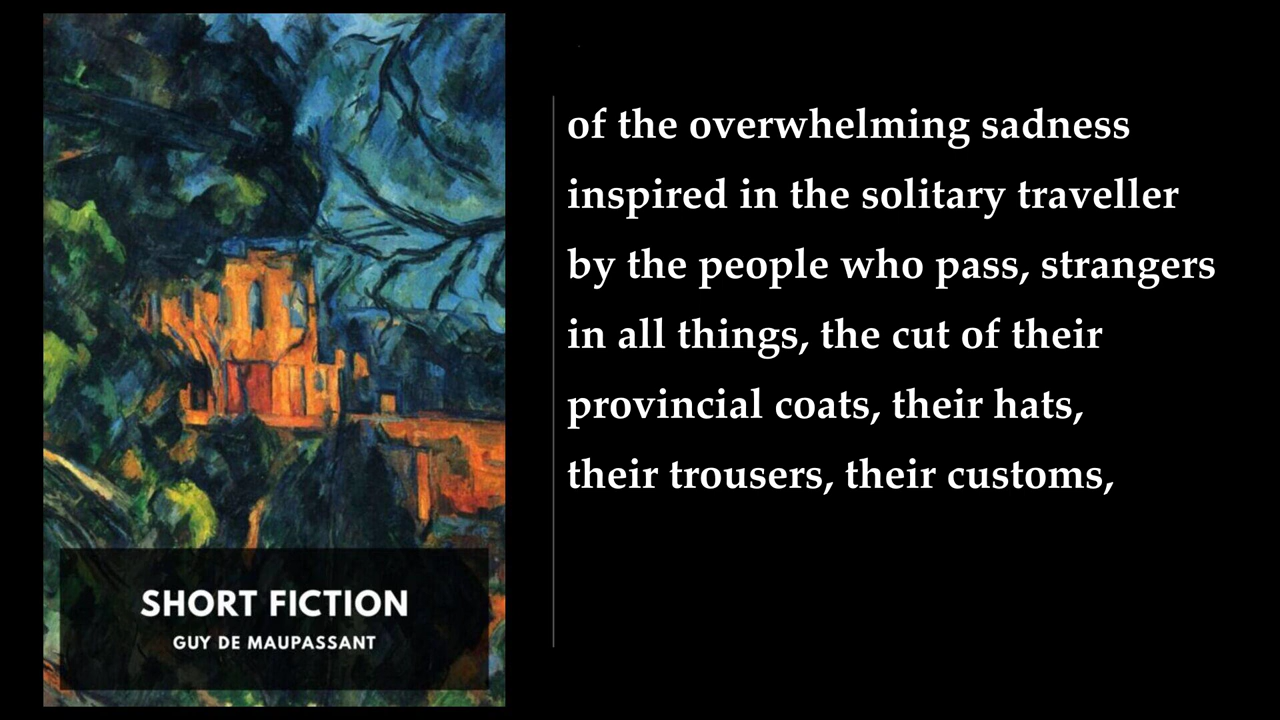 SHORT FICTION
GUY DE MAUPASSANT
of the overwhelming sadness
inspired in the solitary traveller
by the people who pass, strangers
in all things, the cut of their
provincial coats, their hats,
their trousers, their customs,